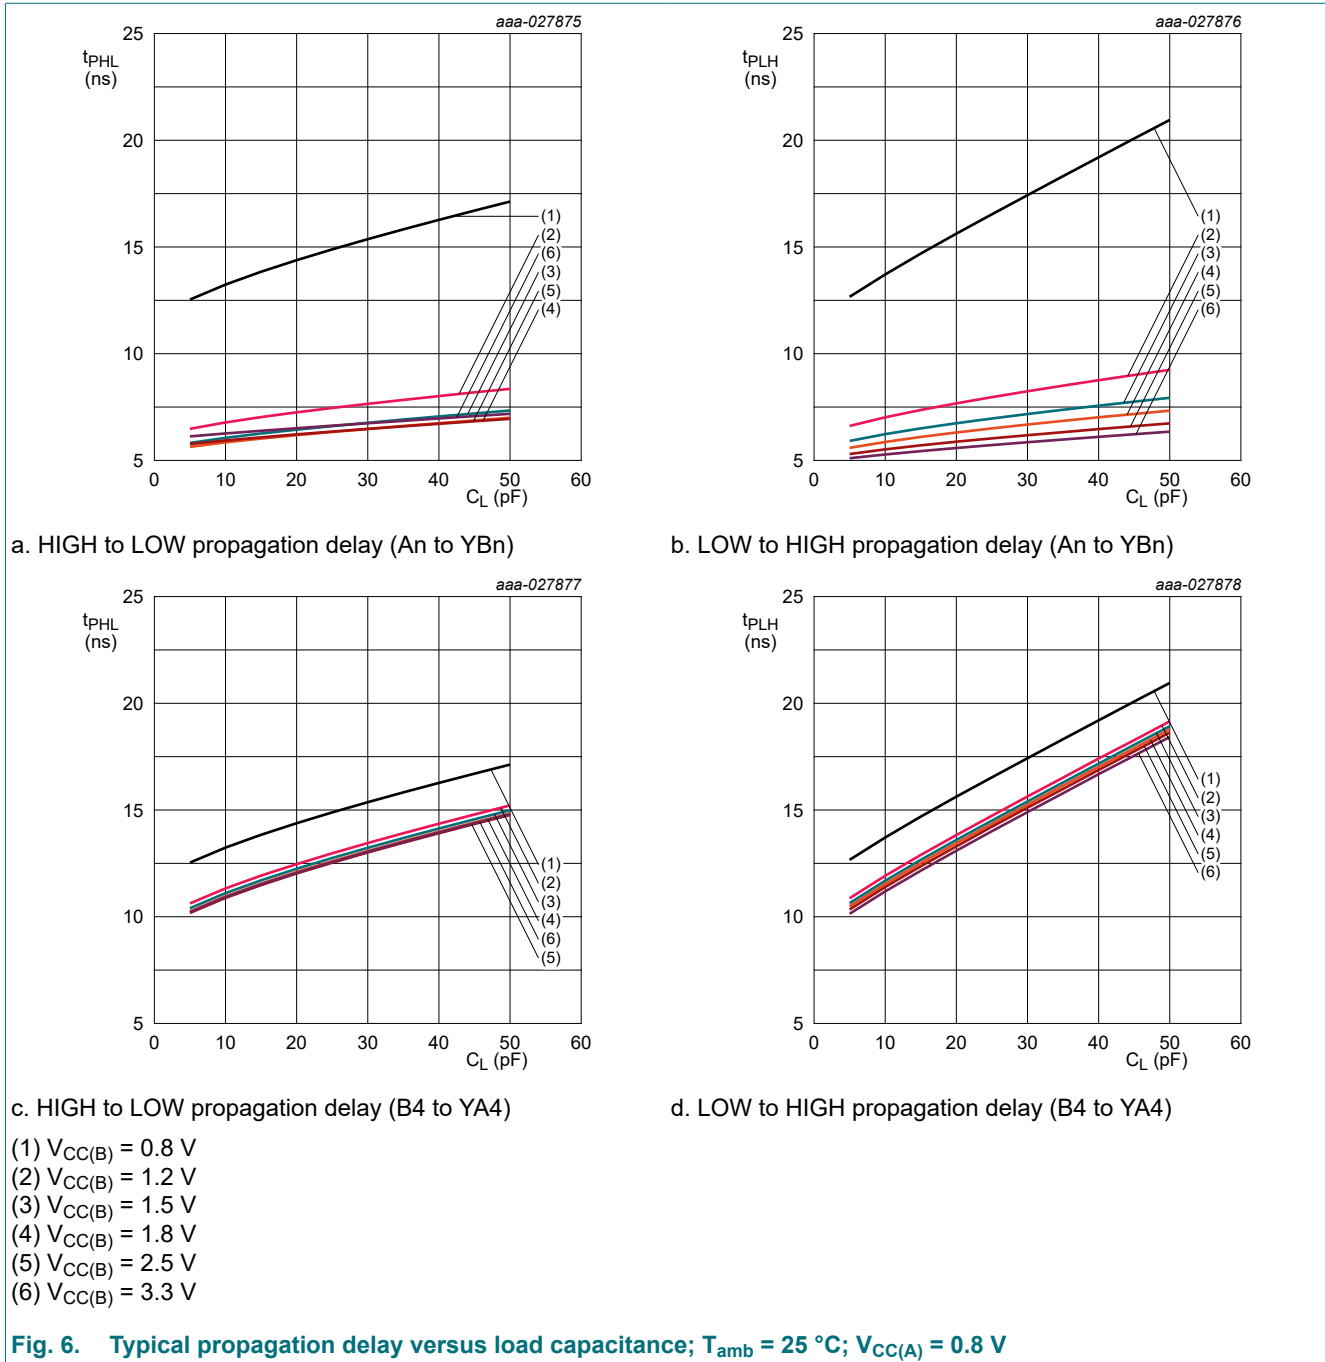 aaa-027875
25
20
15
10
5
tPHL
(ns)
(1)
(2)
(6)
(3)
(5)
(4)
0 10 20 30 40 50 60
CL (pF)
a. HIGH to LOW propagation delay (An to YBn)
aaa-027876
25
20
15
10
5
tPLH
(ns)
(1)
(2)
(3)
(4)
(5)
(6)
0 10 20 30 40 50 60
CL (pF)
b. LOW to HIGH propagation delay (An to YBn)
aaa-027877
25
20
15
10
5
tPHL
(ns)
(1)
(2)
(3)
(4)
(6)
(5)
0 10 20 30 40 50 60
CL (pF)
c. HIGH to LOW propagation delay (B4 to YA4)
aaa-027878
25
20
15
10
5
tPLH
(ns)
(1)
(2)
(3)
(4)
(5)
(6)
0 10 20 30 40 50 60
CL (pF)
d. LOW to HIGH propagation delay (B4 to YA4)
(1) VCC(B) = 0.8 V
(2) VCC(B) = 1.2 V
(3) VCC(B) = 1.5 V
(4) VCC(B) = 1.8 V
(5) VCC(B) = 2.5 V
(6) VCC(B) = 3.3 V
Fig. 6. Typical propagation delay versus load capacitance; Tamb = 25 °C; VCC(A) = 0.8 V